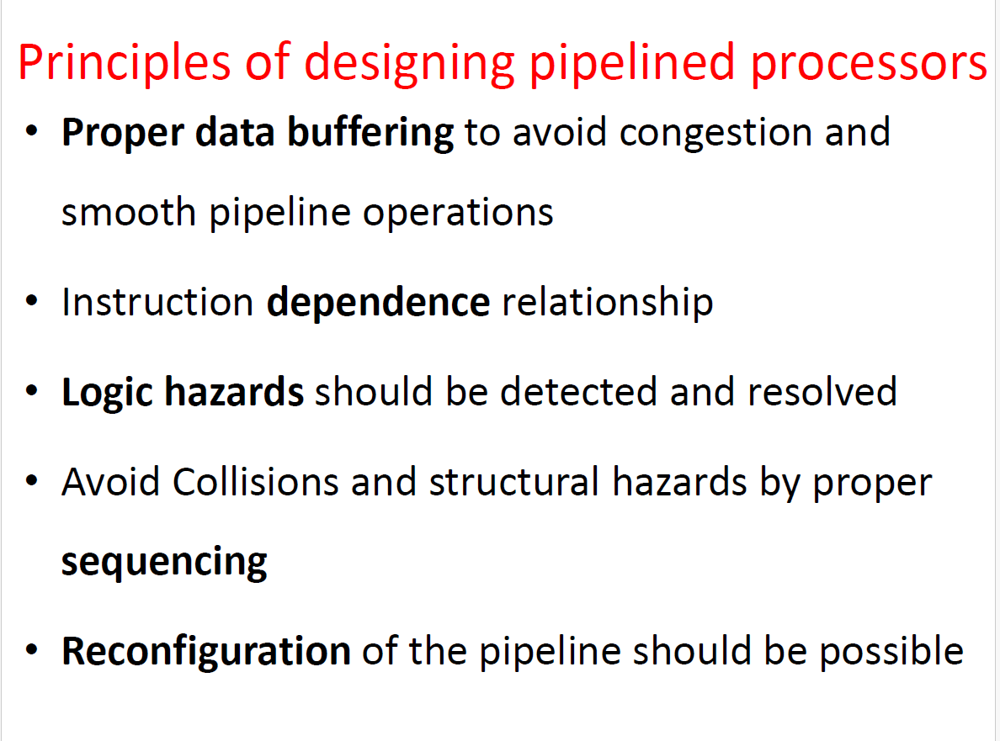 Principles of designing pipelined processors
• Proper data buffering to avoid congestion and
smooth pipeline operations
• Instruction dependence relationship
• Logic hazards should be detected and resolved
• Avoid Collisions and structural hazards by proper
sequencing
• Reconfiguration of the pipeline should be possible